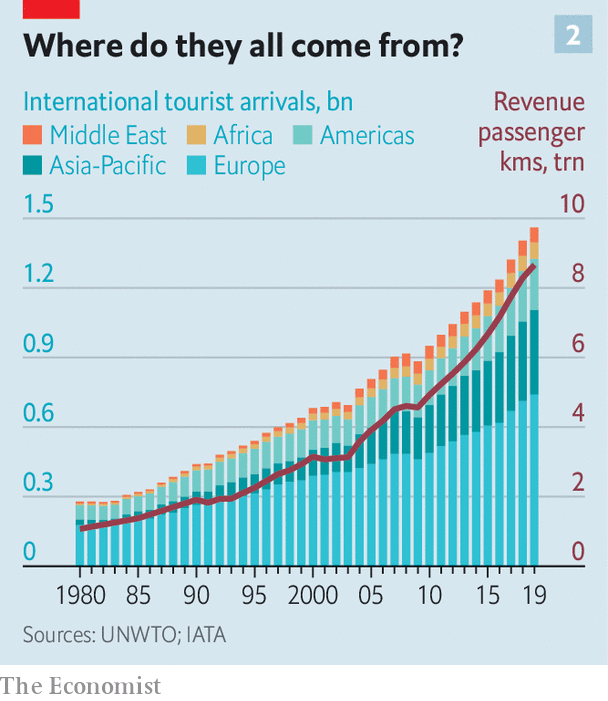 Where do they all come from?
2
International tourist arrivals, bn
Middle East Africa Americas
Asia-Pacific Europe
Revenue
passenger
kms, trn
1.5 10
1.2 8
0.9 6
0.6 4
0.3 2
0 0
1980 85 90 95 2000 05 10 15 19
Sources: UNWTO; IATA
The Economist